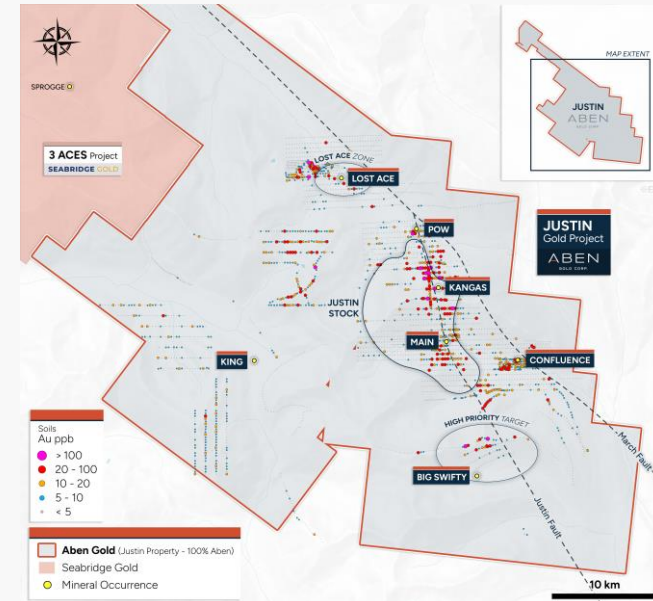 SPROGGE
3 ACES Project
SEABRIDGE GOLD
MAP EXTENT
JUSTIN
ABEN
GOLD CORP.
LOST ACE ZONE
LOST ACE
JUSTIN
Gold Project
ABEN
GOLD CORP.
POW
KANGAS
JUSTIN
STOCK
MAIN
CONFLUENCE
KING
HIGH PRIORITY TARGET
BIG SWIFTY
March Fault
Justin Fault
Soils
Au ppb
> 100
20 - 100
10 - 20
5 - 10
< 5
Aben Gold (Justin Property - 100% Aben)
Seabridge Gold
Mineral Occurrence
10 km